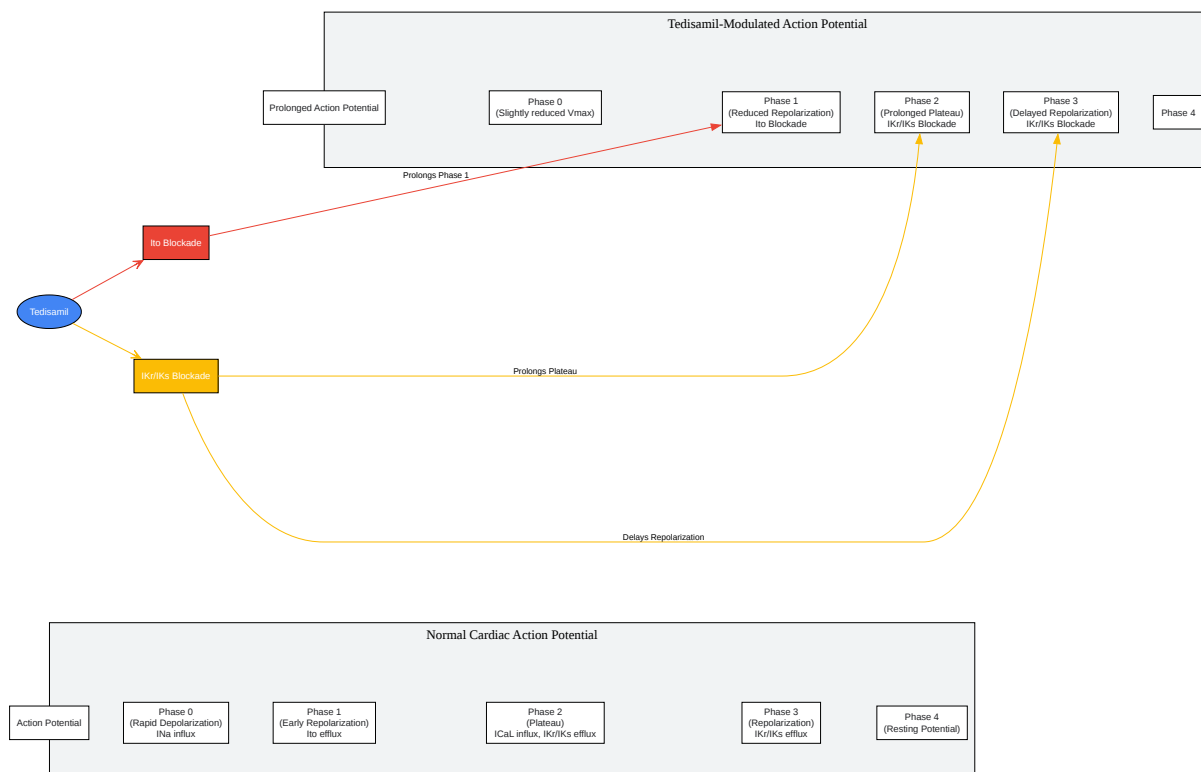 Tedisamil-Modulated Action Potential
Prolonged Action Potential
Phase 0
(Slightly reduced Vmax)
Phase 1
(Reduced Repolarization)
Ito Blockade
Phase 2
(Prolonged Plateau)
IKr/IKs Blockade
Phase 3
(Delayed Repolarization)
IKr/IKs Blockade
Phase 4
Prolongs Phase 1
Ito Blockade
Tedisamil
IKr/IKs Blockade
Prolongs Plateau
Delays Repolarization
Normal Cardiac Action Potential
Action Potential
Phase 0
(Rapid Depolarization)
INa influx
Phase 1
(Early Repolarization)
Ito efflux
Phase 2
(Plateau)
ICaL influx, IKr/IKs efflux
Phase 3
(Repolarization)
IKr/IKs efflux
Phase 4
(Resting Potential)